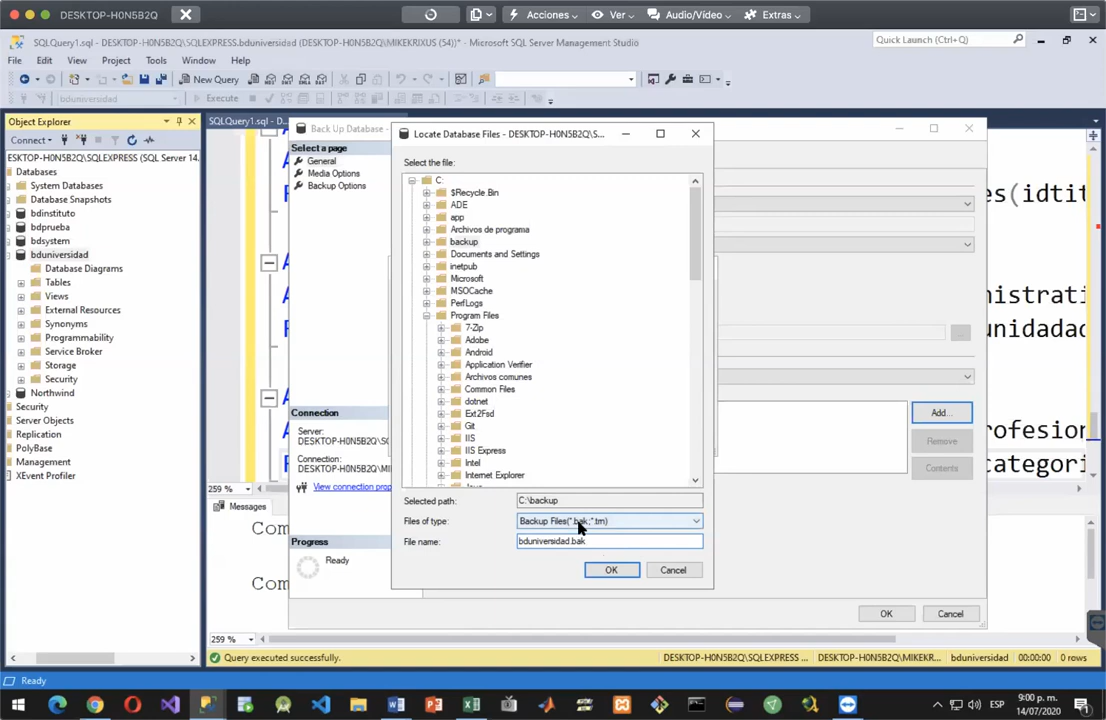 DESKTOP-H0N5B2Q
Acciones
Ver
Audio/Vídeo
Extras
SQLQuery1.sql - DESKTOP-H0N5B2Q\SQLEXPRESS.bduniversidad (DESKTOP-H0N5B2Q\MIKEKRIXUS (54))* - Microsoft SQL Server Management Studio
Quick Launch (Ctrl+Q)
File Edit View Project Tools Window Help
New Query
bduniversidad
Execute
Object Explorer
SQLQuery1.sql - D...
Connect
ESKTOP-H0N5B2Q\SQLEXPRESS (SQL Server 14.
Databases
System Databases
Database Snapshots
bdinstituto
bdprueba
bdsystem
bduniversidad
Database Diagrams
Tables
Views
External Resources
Synonyms
Programmability
Service Broker
Storage
Security
Northwind
Security
Server Objects
Replication
PolyBase
Management
XEvent Profiler
Back Up Database
Select a page
General
Media Options
Backup Options
Connection
Server:
DESKTOP-H0N5B2Q\S
Connection:
DESKTOP-H0N5B2Q\MI
View connection prop
Progress
Ready
Locate Database Files - DESKTOP-H0N5B2Q\S...
Select the file:
C:
$Recycle.Bin
ADE
app
Archivos de programa
backup
Documents and Settings
inetpub
Microsoft
MSOCache
PerfLogs
Program Files
7-Zip
Adobe
Android
Application Verifier
Archivos comunes
Common Files
dotnet
Ext2Fsd
Git
IIS
IIS Express
Intel
Internet Explorer
Selected path: C:\backup
Files of type: Backup Files(*.bak;*.trn)
File name: bduniversidad.bak
OK Cancel
Add...
Remove
Contents
OK Cancel
es(idtit
nistrati
unidadac
ofesion
categori
259 %
Messages
Com
Com
259 %
Query executed successfully.
DESKTOP-H0N5B2Q\SQLEXPRESS ...
DESKTOP-H0N5B2Q\MIKEKR...
bduniversidad
00:00:00
0 rows
Ready
ESP
9:00 p. m.
14/07/2020